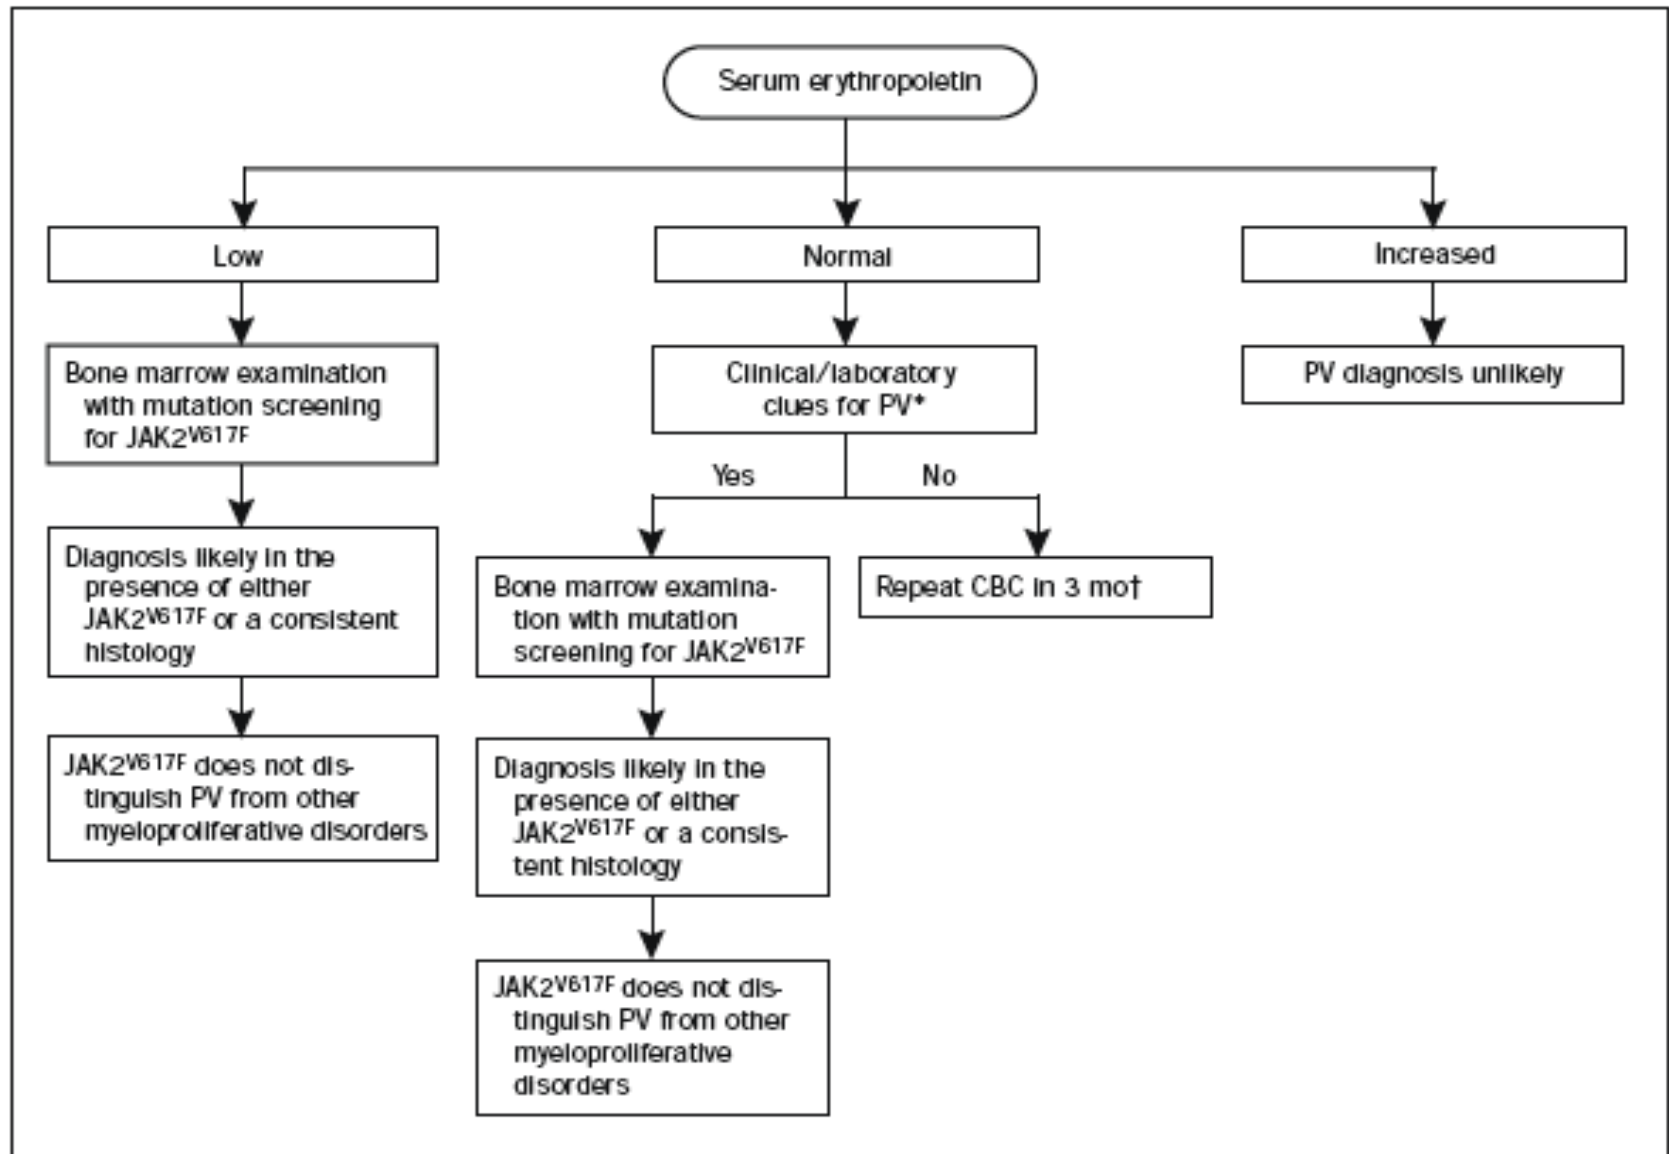 Serum erythropoietin
Low
Normal
Increased
Bone marrow examination
with mutation screening
for JAK2V617F
Clinical/laboratory
clues for PV*
PV diagnosis unlikely
Yes
No
Diagnosis likely in the
presence of either
JAK2V617F or a consistent
histology
Bone marrow examina-
tion with mutation
screening for JAK2V617F
Repeat CBC in 3 mo†
JAK2V617F does not dis-
tinguish PV from other
myeloproliferative disorders
Diagnosis likely in the
presence of either
JAK2V617F or a consis-
tent histology
JAK2V617F does not dis-
tinguish PV from other
myeloproliferative
disorders